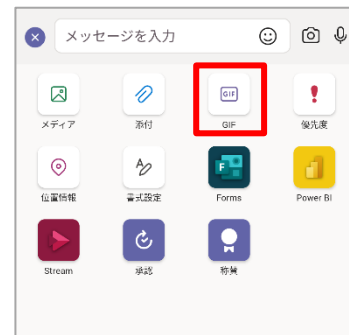 メッセージを入力
GIF
メディア
添付
GIF
優先度
位置情報
書式設定
Forms
Power BI
Stream
承認
称賛